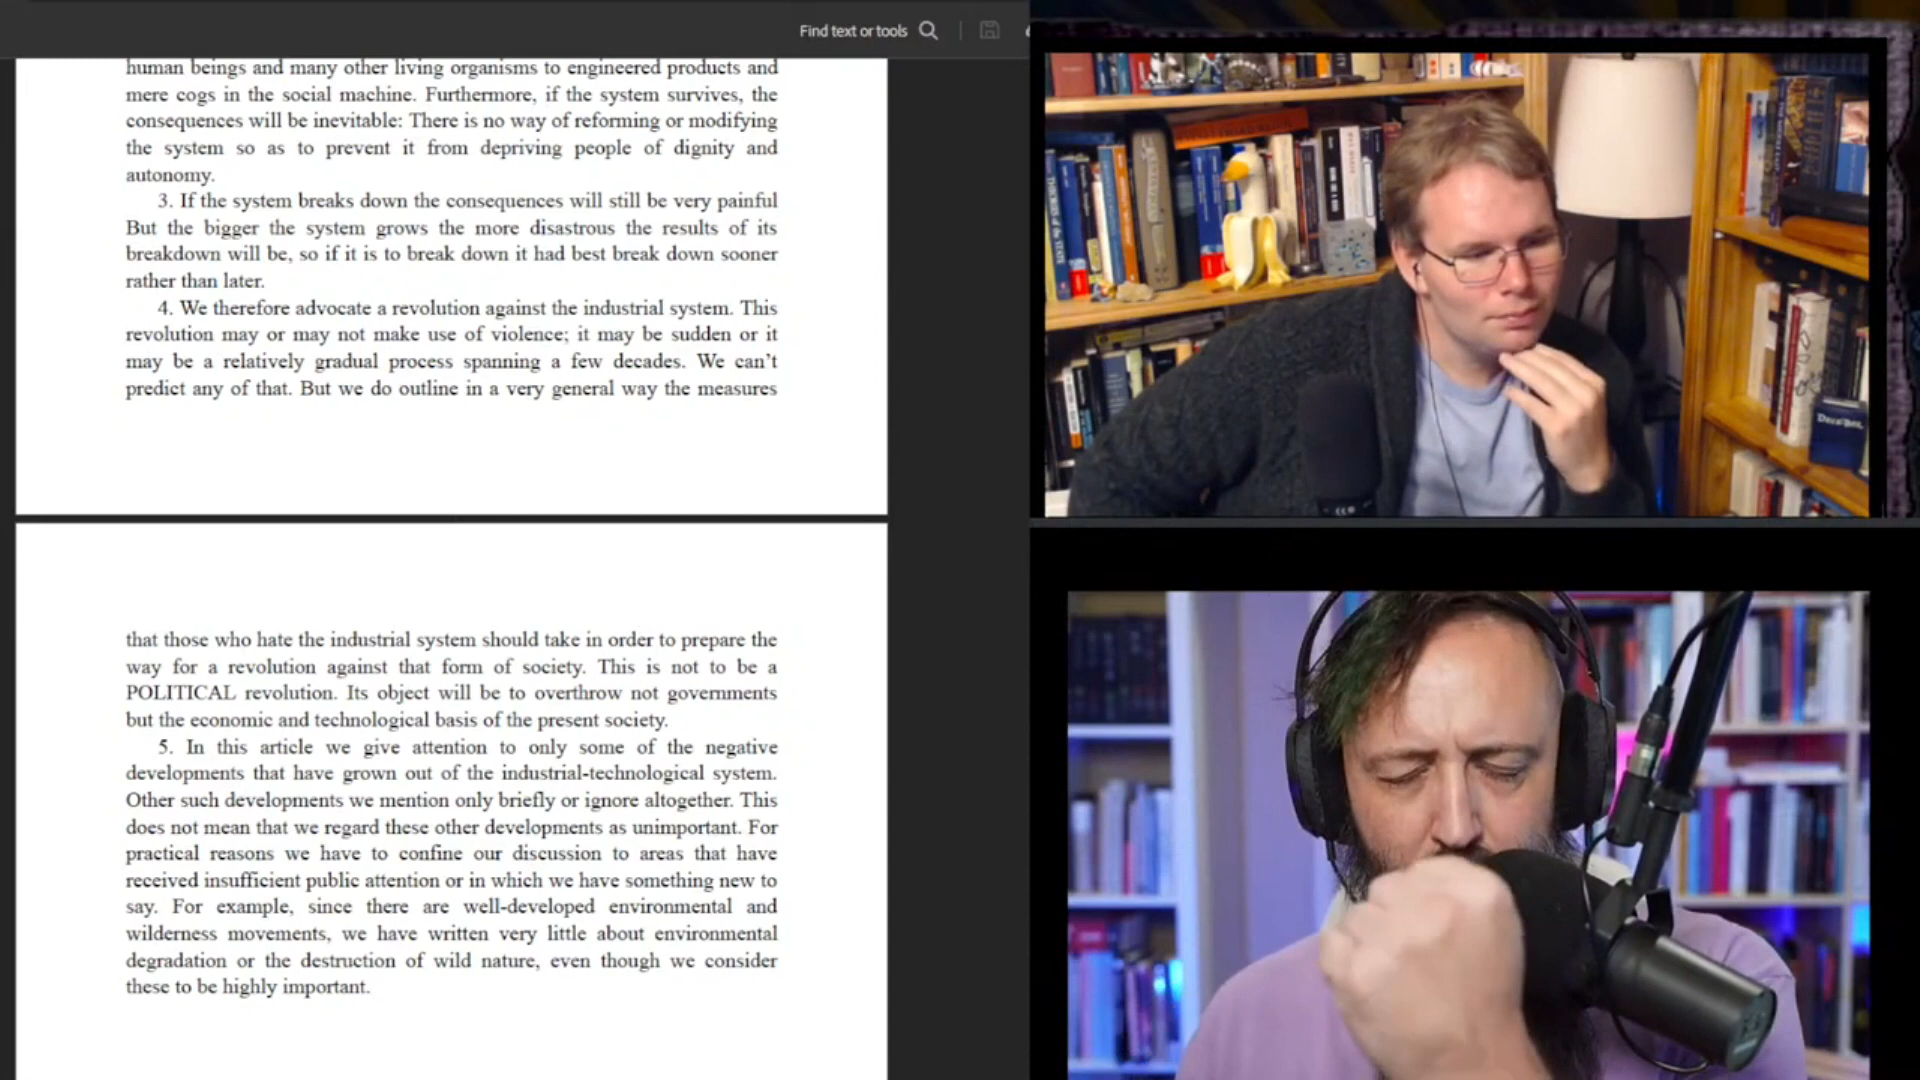 Find text or tools
human beings and many other living organisms to engineered products and
mere cogs in the social machine. Furthermore, if the system survives, the
consequences will be inevitable: There is no way of reforming or modifying
the system so as to prevent it from depriving people of dignity and
autonomy.
3. If the system breaks down the consequences will still be very painful
But the bigger the system grows the more disastrous the results of its
breakdown will be, so if it is to break down it had best break down sooner
rather than later.
4. We therefore advocate a revolution against the industrial system. This
revolution may or may not make use of violence; it may be sudden or it
may be a relatively gradual process spanning a few decades. We can’t
predict any of that. But we do outline in a very general way the measures
that those who hate the industrial system should take in order to prepare the
way for a revolution against that form of society. This is not to be a
POLITICAL revolution. Its object will be to overthrow not governments
but the economic and technological basis of the present society.
5. In this article we give attention to only some of the negative
developments that have grown out of the industrial-technological system.
Other such developments we mention only briefly or ignore altogether. This
does not mean that we regard these other developments as unimportant. For
practical reasons we have to confine our discussion to areas that have
received insufficient public attention or in which we have something new to
say. For example, since there are well-developed environmental and
wilderness movements, we have written very little about environmental
degradation or the destruction of wild nature, even though we consider
these to be highly important.